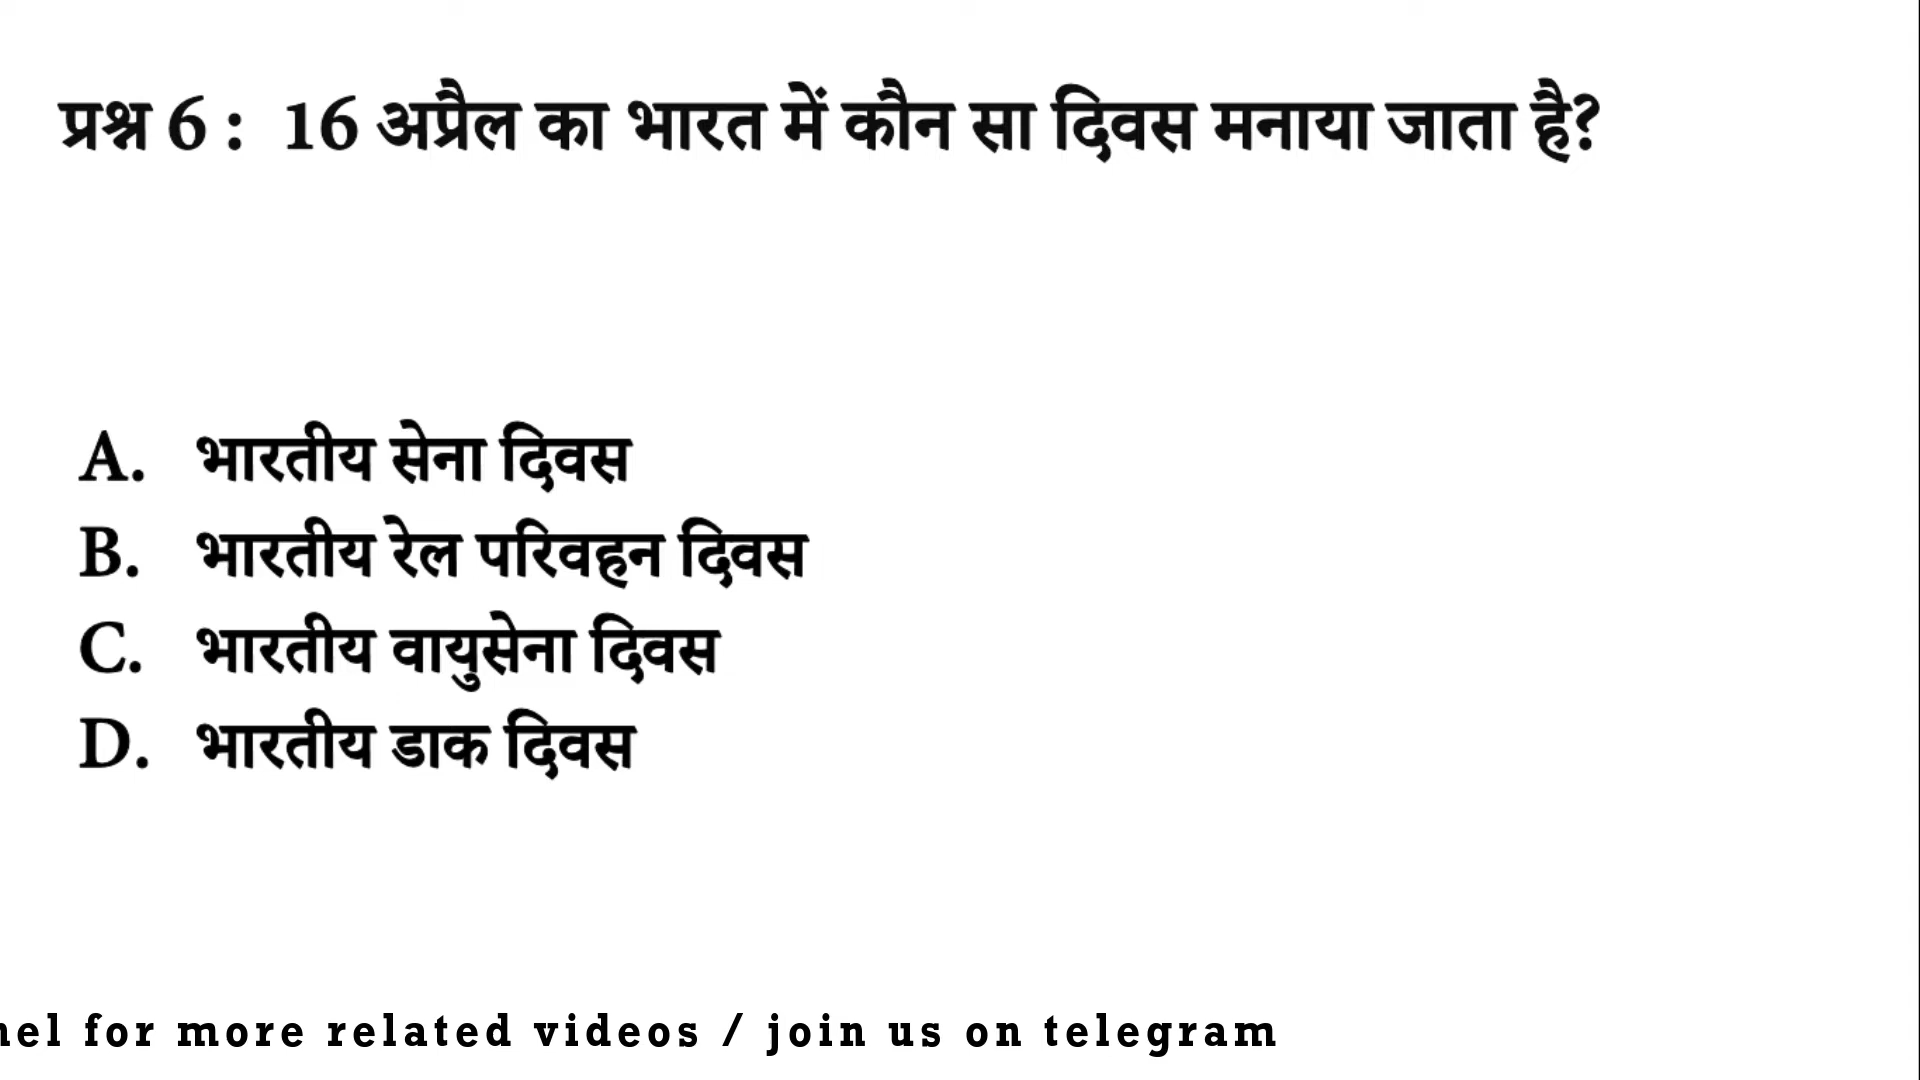 प्रश्न 6 : 16 अप्रैल का भारत में कौन सा दिवस मनाया जाता है?
A. भारतीय सेना दिवस
B. भारतीय रेल परिवहन दिवस
C. भारतीय वायुसेना दिवस
D. भारतीय डाक दिवस
for more related videos / join us on telegram